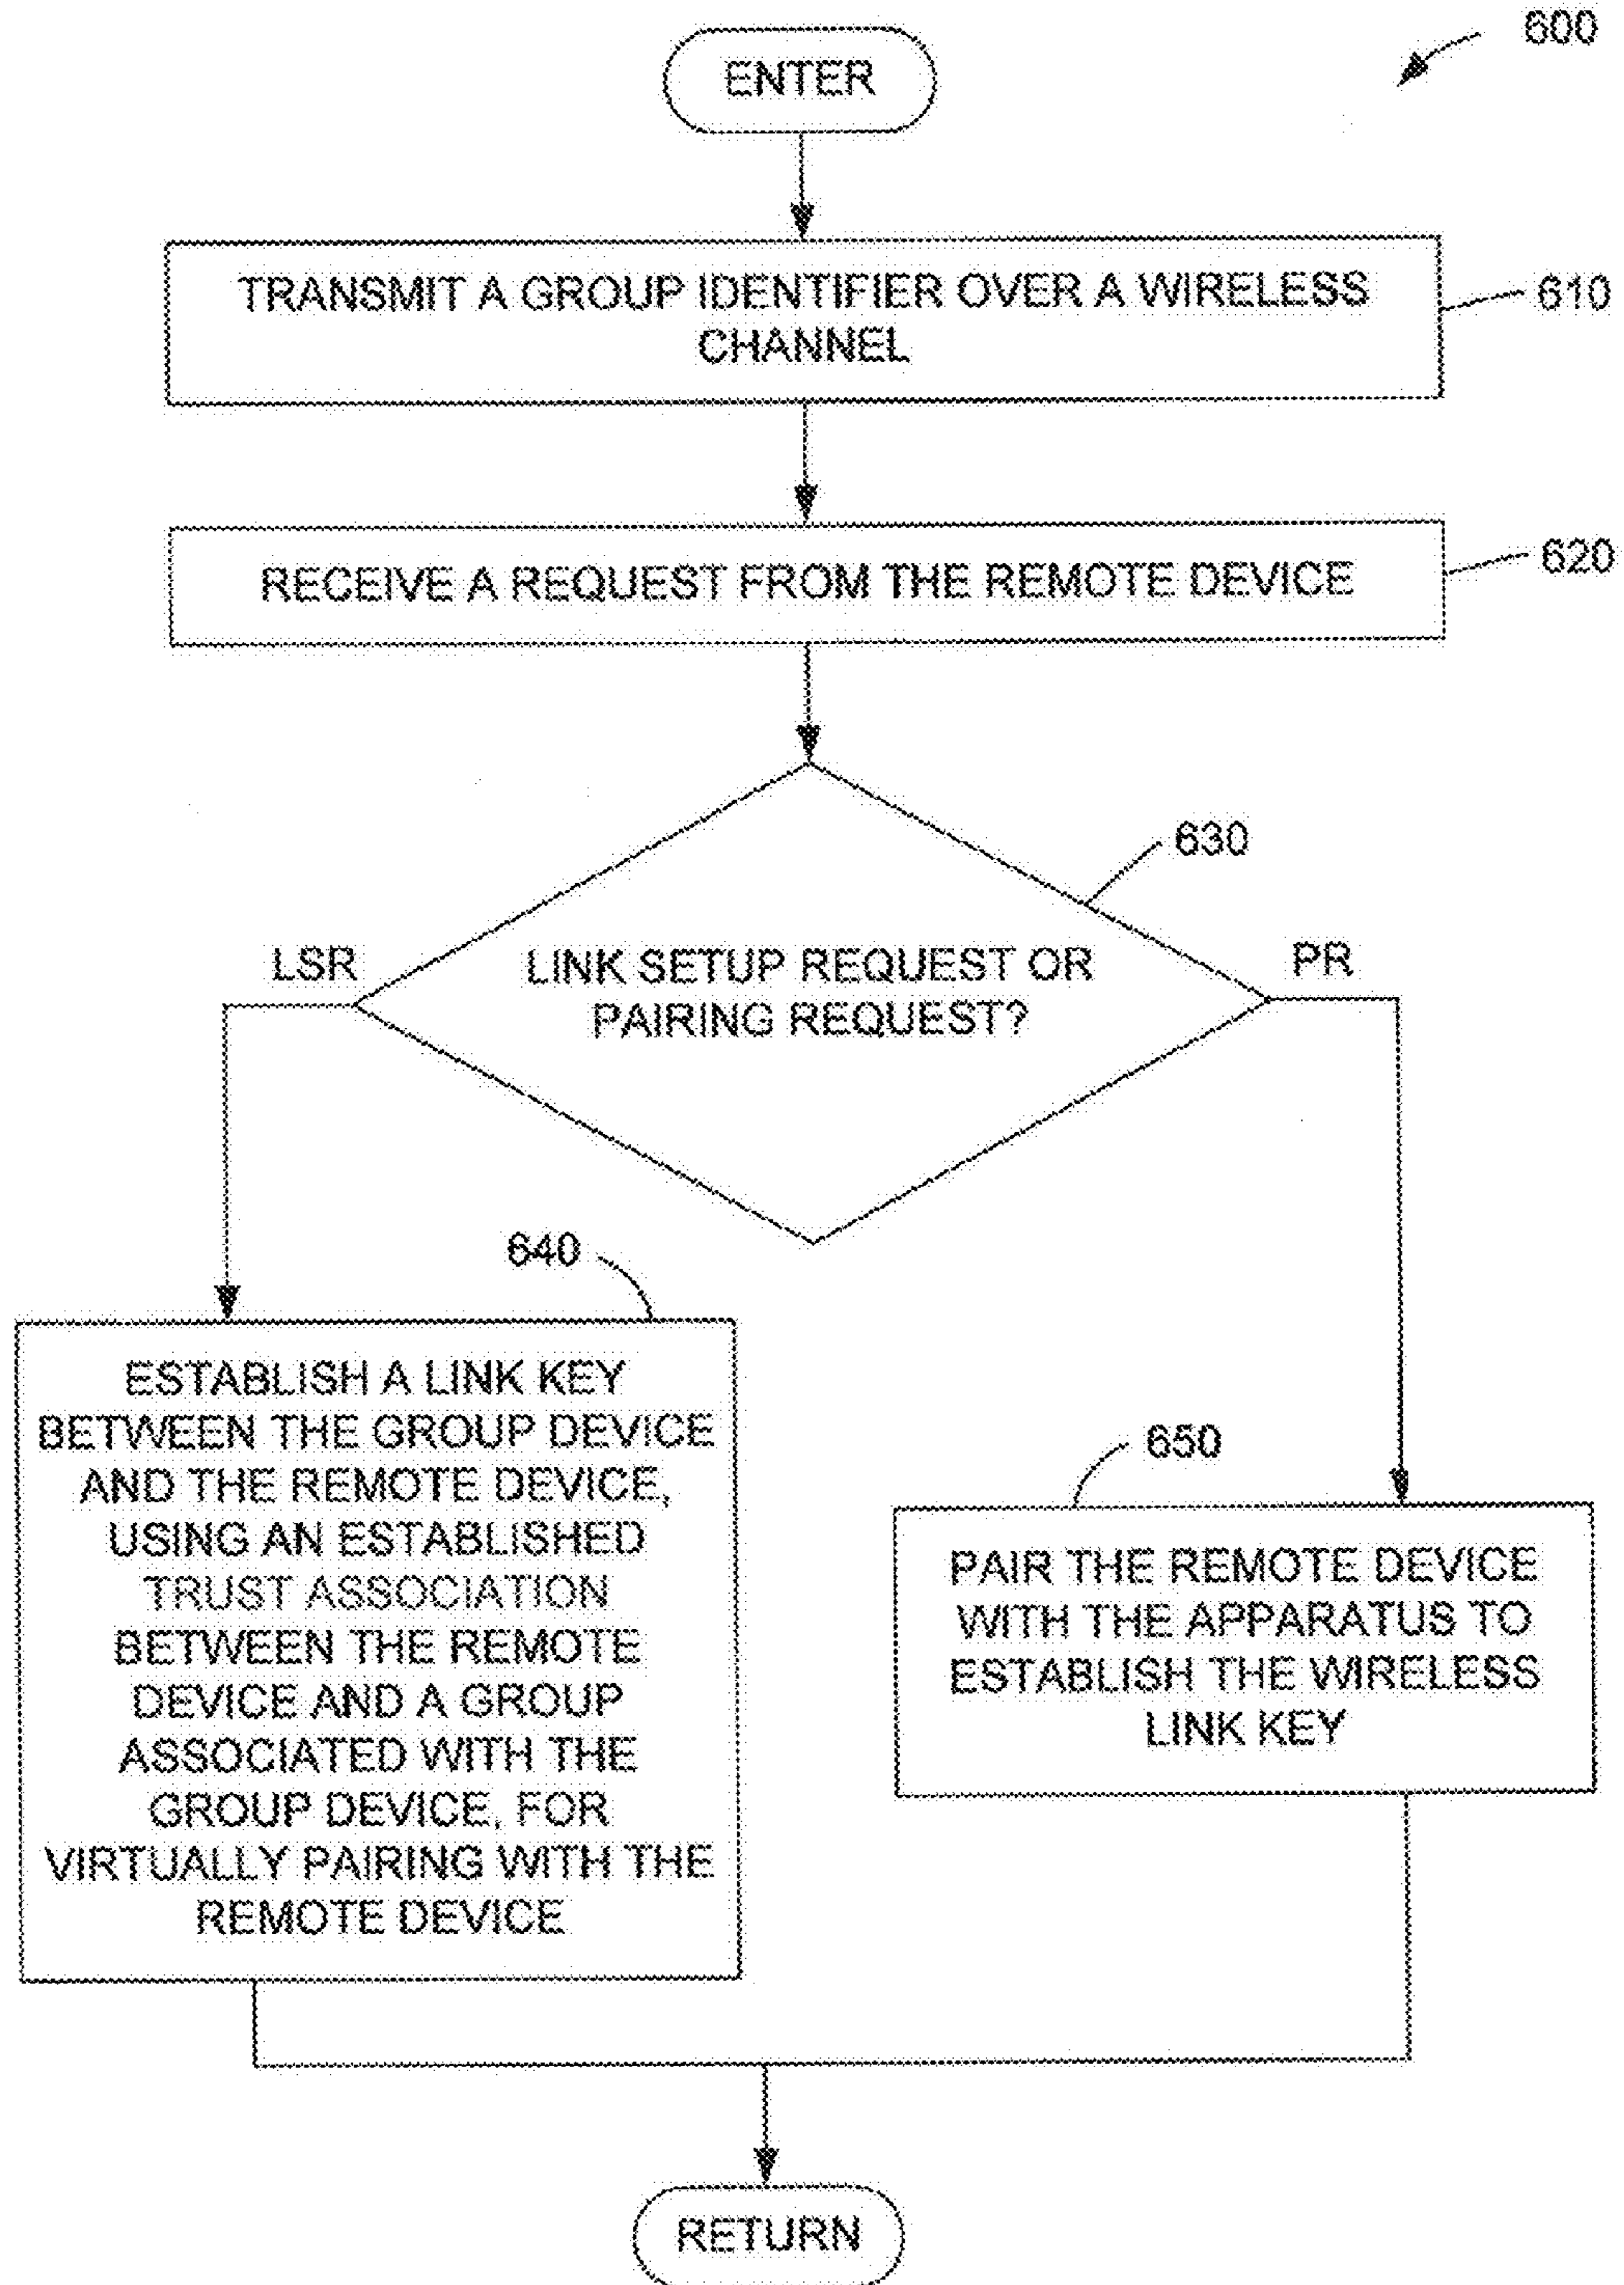 600
ENTER
TRANSMIT A GROUP IDENTIFIER OVER A WIRELESS
CHANNEL
610
RECEIVE A REQUEST FROM THE REMOTE DEVICE
620
630
LSR
LINK SETUP REQUEST OR
PAIRING REQUEST?
PR
640
ESTABLISH A LINK KEY
BETWEEN THE GROUP DEVICE
AND THE REMOTE DEVICE,
USING AN ESTABLISHED
TRUST ASSOCIATION
BETWEEN THE REMOTE
DEVICE AND A GROUP
ASSOCIATED WITH THE
GROUP DEVICE, FOR
VIRTUALLY PAIRING WITH THE
REMOTE DEVICE
650
PAIR THE REMOTE DEVICE
WITH THE APPARATUS TO
ESTABLISH THE WIRELESS
LINK KEY
RETURN